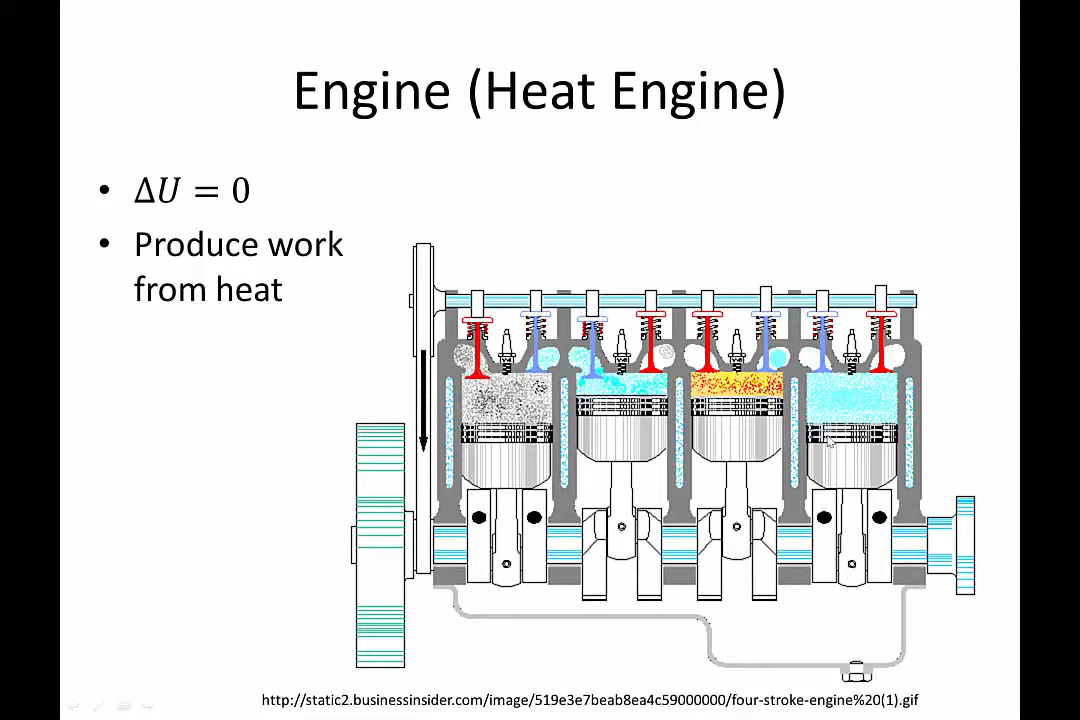 Engine (Heat Engine)
• Δ𝑈 = 0
• Produce work
from heat
http://static2.businessinsider.com/image/519e3e7beab8ea4c59000000/four-stroke-engine%20(1).gif